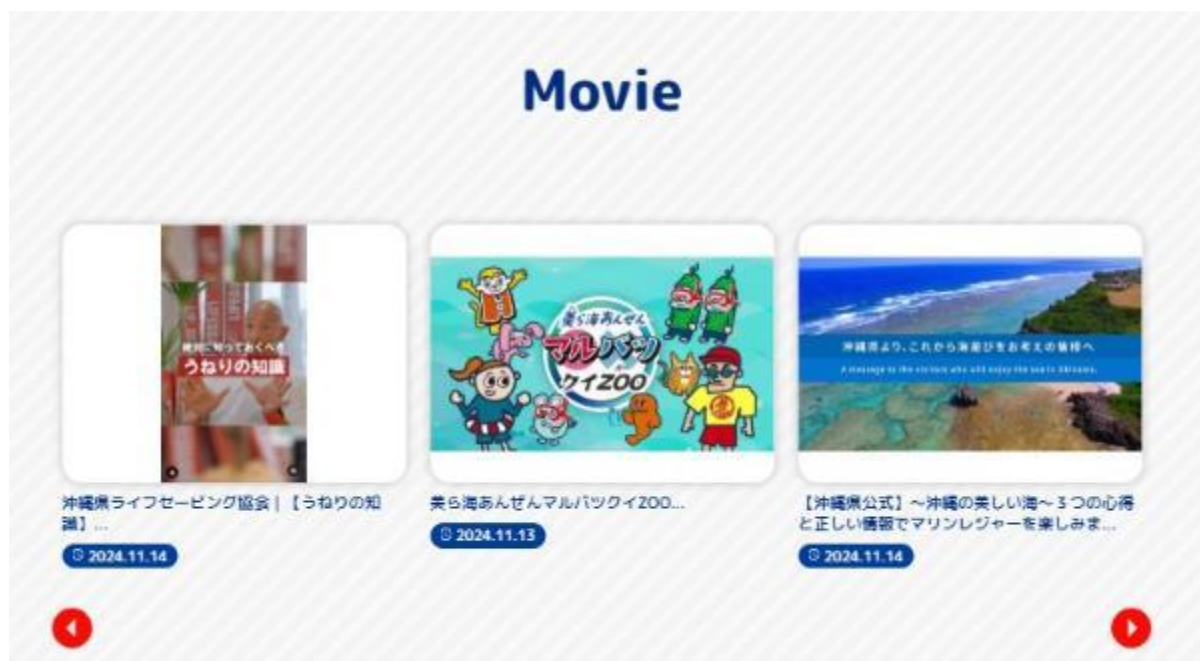 Movie
絶対に知っておくべき
うねりの知識
美ら海あんぜん
マルバツ
クイZOO
沖縄県より、これから海遊びをお考えの皆様へ
A message to the visitors who will enjoy the sea in Okinawa.
沖縄県ライフセービング協会 | 【うねりの知
識】...
2024.11.14
美ら海あんぜんマルバツクイZOO...
2024.11.13
【沖縄県公式】～沖縄の美しい海～３つの心得
と正しい情報でマリンレジャーを楽しみま...
2024.11.14